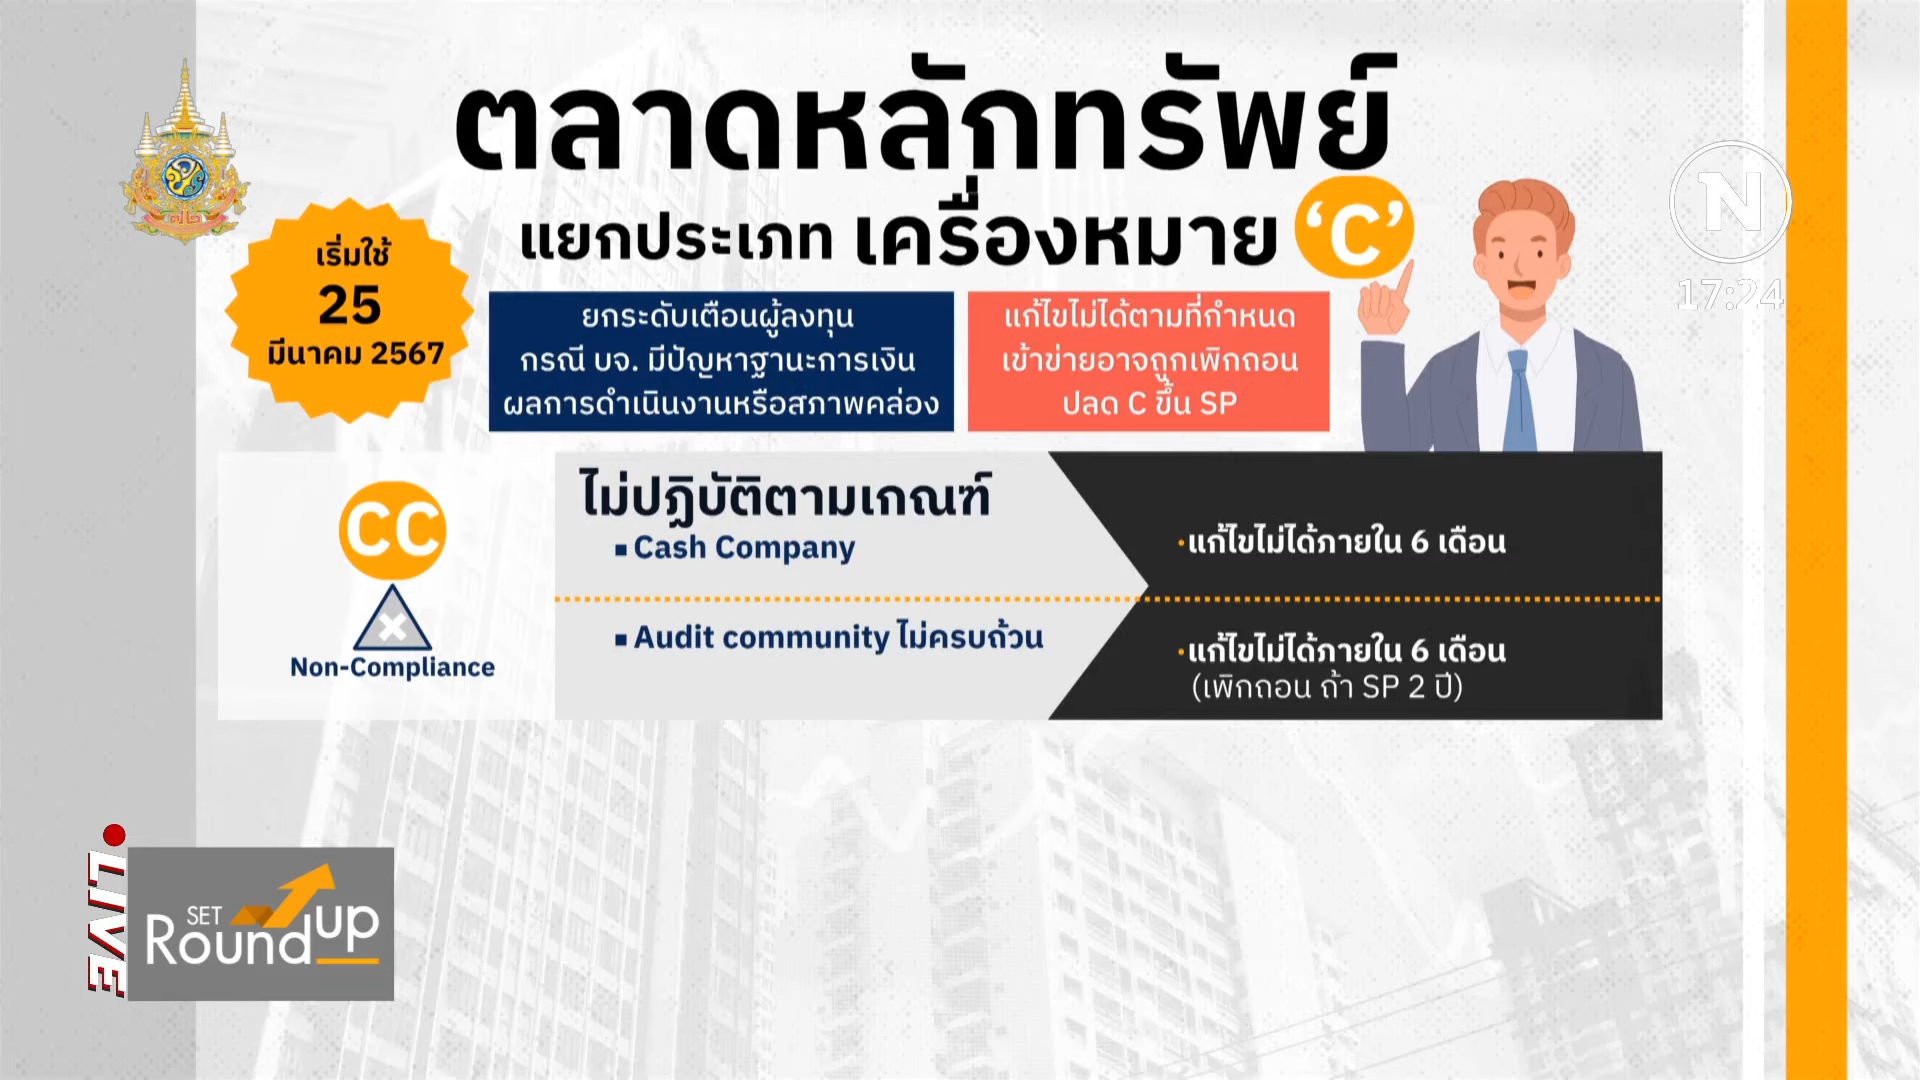 ตลาดหลักทรัพย์
แยกประเภท เครื่องหมาย ‘C’
เริ่มใช้
25
มีนาคม 2567
ยกระดับเตือนผู้ลงทุน
กรณี บจ. มีปัญหาฐานะการเงิน
ผลการดำเนินงานหรือสภาพคล่อง
แก้ไขไม่ได้ตามที่กำหนด
เข้าข่ายอาจถูกเพิกถอน
ปลด C ขึ้น SP
N
17:24
CC
Non-Compliance
ไม่ปฏิบัติตามเกณฑ์
▪ Cash Company
·แก้ไขไม่ได้ภายใน 6 เดือน
▪ Audit community ไม่ครบถ้วน
·แก้ไขไม่ได้ภายใน 6 เดือน
(เพิกถอน ถ้า SP 2 ปี)
LIVE
SET
Roundup